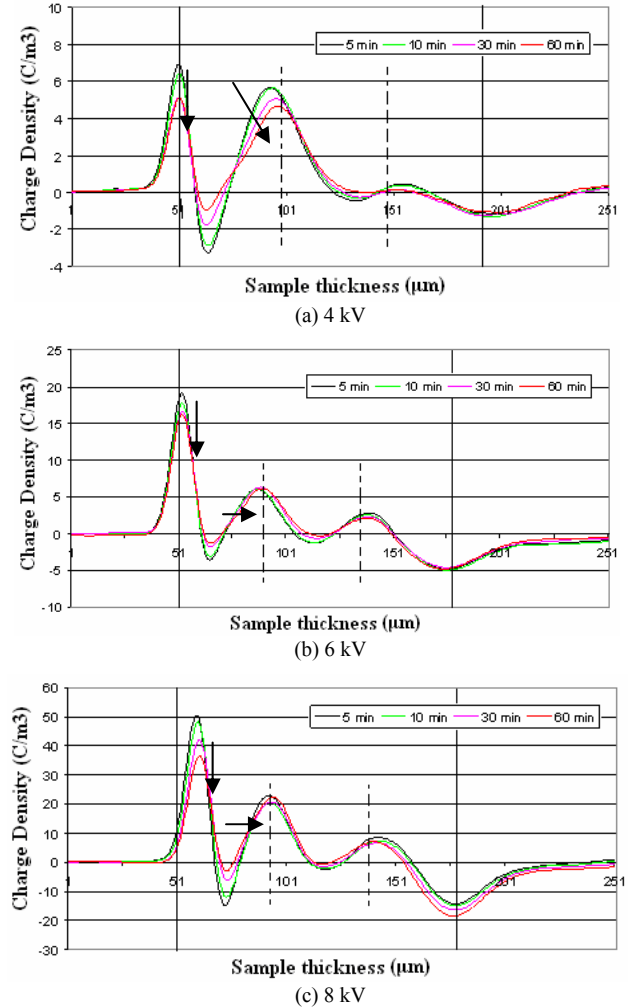 10
8
6
4
2
0
-2
-4
Charge Density (C/m3)
5 min 10 min 30 min 60 min
1 51 101 151 201 251
Sample thickness (µm)
(a) 4 kV
25
20
15
10
5
0
-5
-10
Charge Density (C/m3)
5 min 10 min 30 min 60 min
1 51 101 151 201 251
Sample thickness (µm)
(b) 6 kV
60
50
40
30
20
10
0
-10
-20
-30
Charge Density (C/m3)
5 min 10 min 30 min 60 min
1 51 101 151 201 251
Sample thickness (µm)
(c) 8 kV